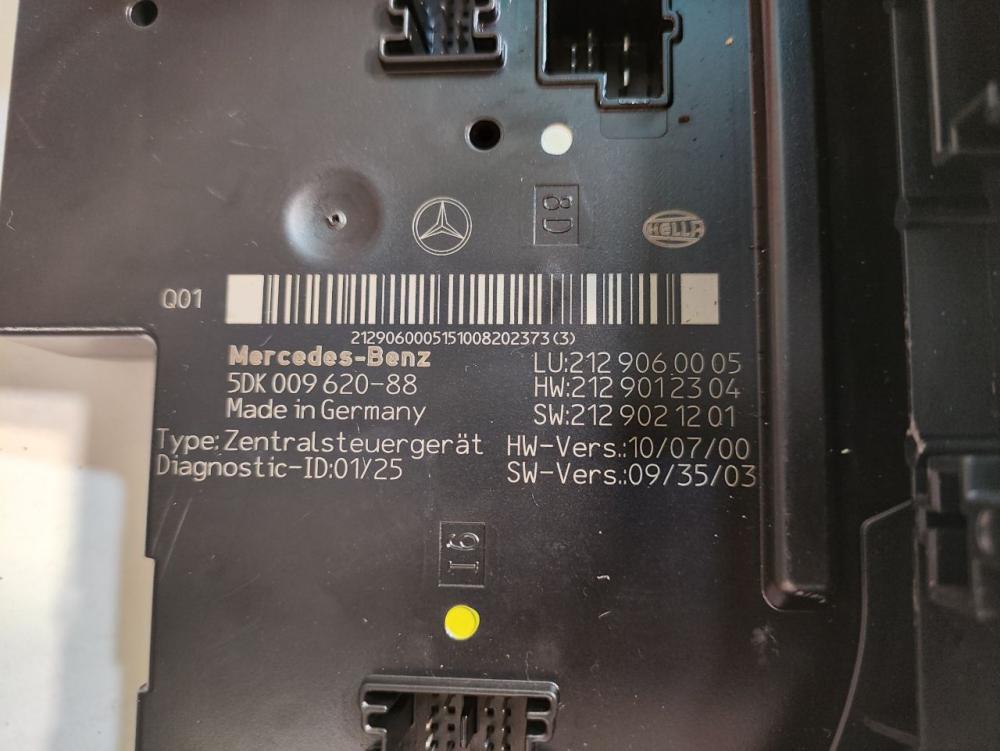 8D
HELLA
Q01
2129060005151008202373(3)
Mercedes-Benz
5DK 009 620-88
Made in Germany
Type: Zentralsteuergerät
Diagnostic-ID:01/25
LU:212 906 00 05
HW:212 901 23 04
SW:212 902 12 01
HW-Vers.:10/07/00
SW-Vers.:09/35/03
I6